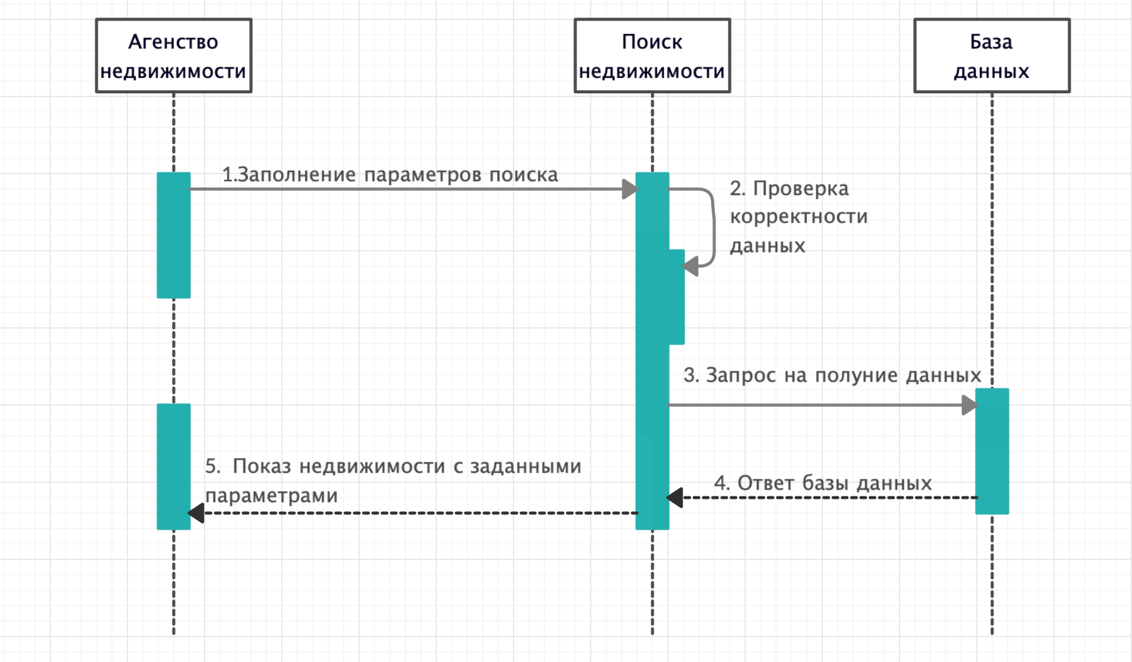 Агенство
недвижимости
Поиск
недвижимости
База
данных
1.Заполнение параметров поиска
2. Проверка
корректности
данных
3. Запрос на полуние данных
4. Ответ базы данных
5. Показ недвижимости с заданными
параметрами